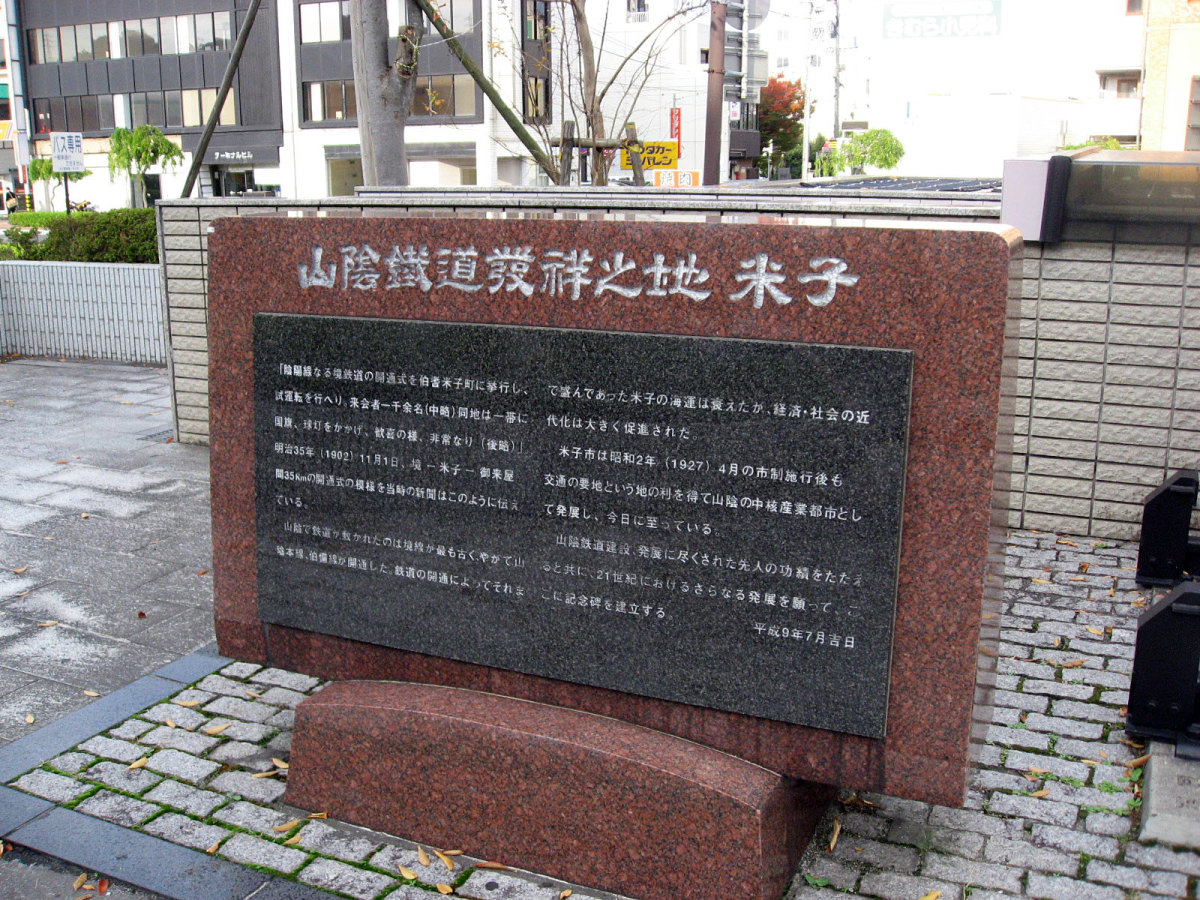 山陰鐵道發祥之地 米子
「陰陽線なる境鉄道の開通式を伯耆米子町に挙行し、
試運転を行へり、来会者一千余名(中略)同地は一帯に
国旗、球灯をかかげ、歓喜の様、非常なり(後略)」
明治35年(1902)11月1日、境－米子－御来屋
間35kmの開通式の模様を当時の新聞はこのように伝え
ている。
山陰で鉄道が敷かれたのは境線が最も古く、やがて山
陰本線、伯備線が開通した。鉄道の開通によってそれま
で盛んであった米子の海運は衰えたが、経済・社会の近
代化は大きく促進された。
米子市は昭和2年(1927)4月の市制施行後も
交通の要地という地の利を得て山陰の中核産業都市とし
て発展し、今日に至っている。
山陰鉄道建設、発展に尽くされた先人の功績をたたえ
ると共に、21世紀におけるさらなる発展を願って、こ
こに記念碑を建立する
平成9年7月吉日
バス専用
ターミナルビル